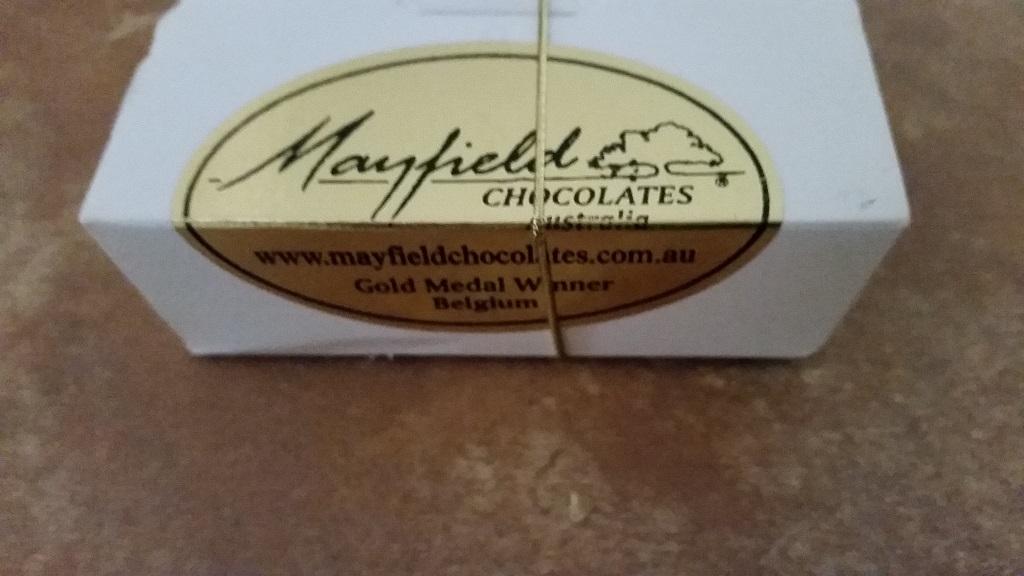 Mayfield
CHOCOLATES
Australia
www.mayfieldchocolates.com.au
Gold Medal Winner
Belgium